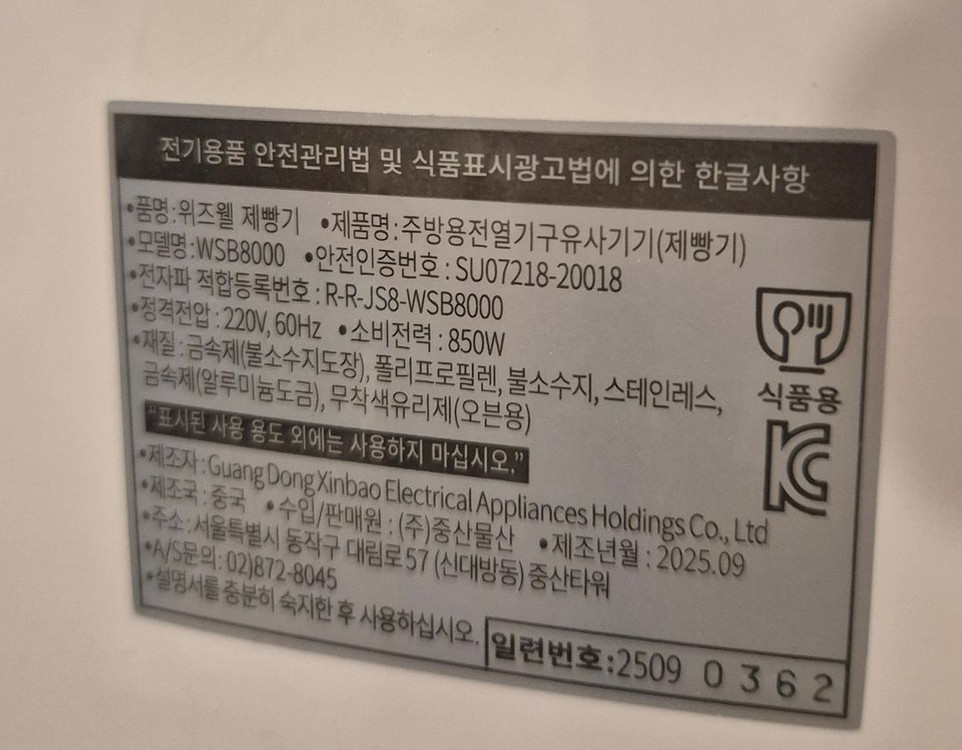 전기용품 안전관리법 및 식품표시광고법에 의한 한글사항
•품명:위즈웰 제빵기 •제품명:주방용전열기구유사기기(제빵기)
•모델명:WSB8000 •안전인증번호 : SU07218-20018
•전자파 적합등록번호 : R-R-JS8-WSB8000
•정격전압 : 220V, 60Hz •소비전력 : 850W
•재질 : 금속제(불소수지도장), 폴리프로필렌, 불소수지, 스테인레스,
금속제(알루미늄도금), 무착색유리제(오븐용)
식품용
"표시된 사용 용도 외에는 사용하지 마십시오."
•제조자 : Guang Dong Xinbao Electrical Appliances Holdings Co., Ltd
•제조국 : 중국 •수입/판매원 : (주)중산물산 •제조년월 : 2025.09
•주소 : 서울특별시 동작구 대림로57 (신대방동) 중산타워
•A/S문의 : 02)872-8045
•설명서를 충분히 숙지한 후 사용하십시오.
일련번호:2509 0362